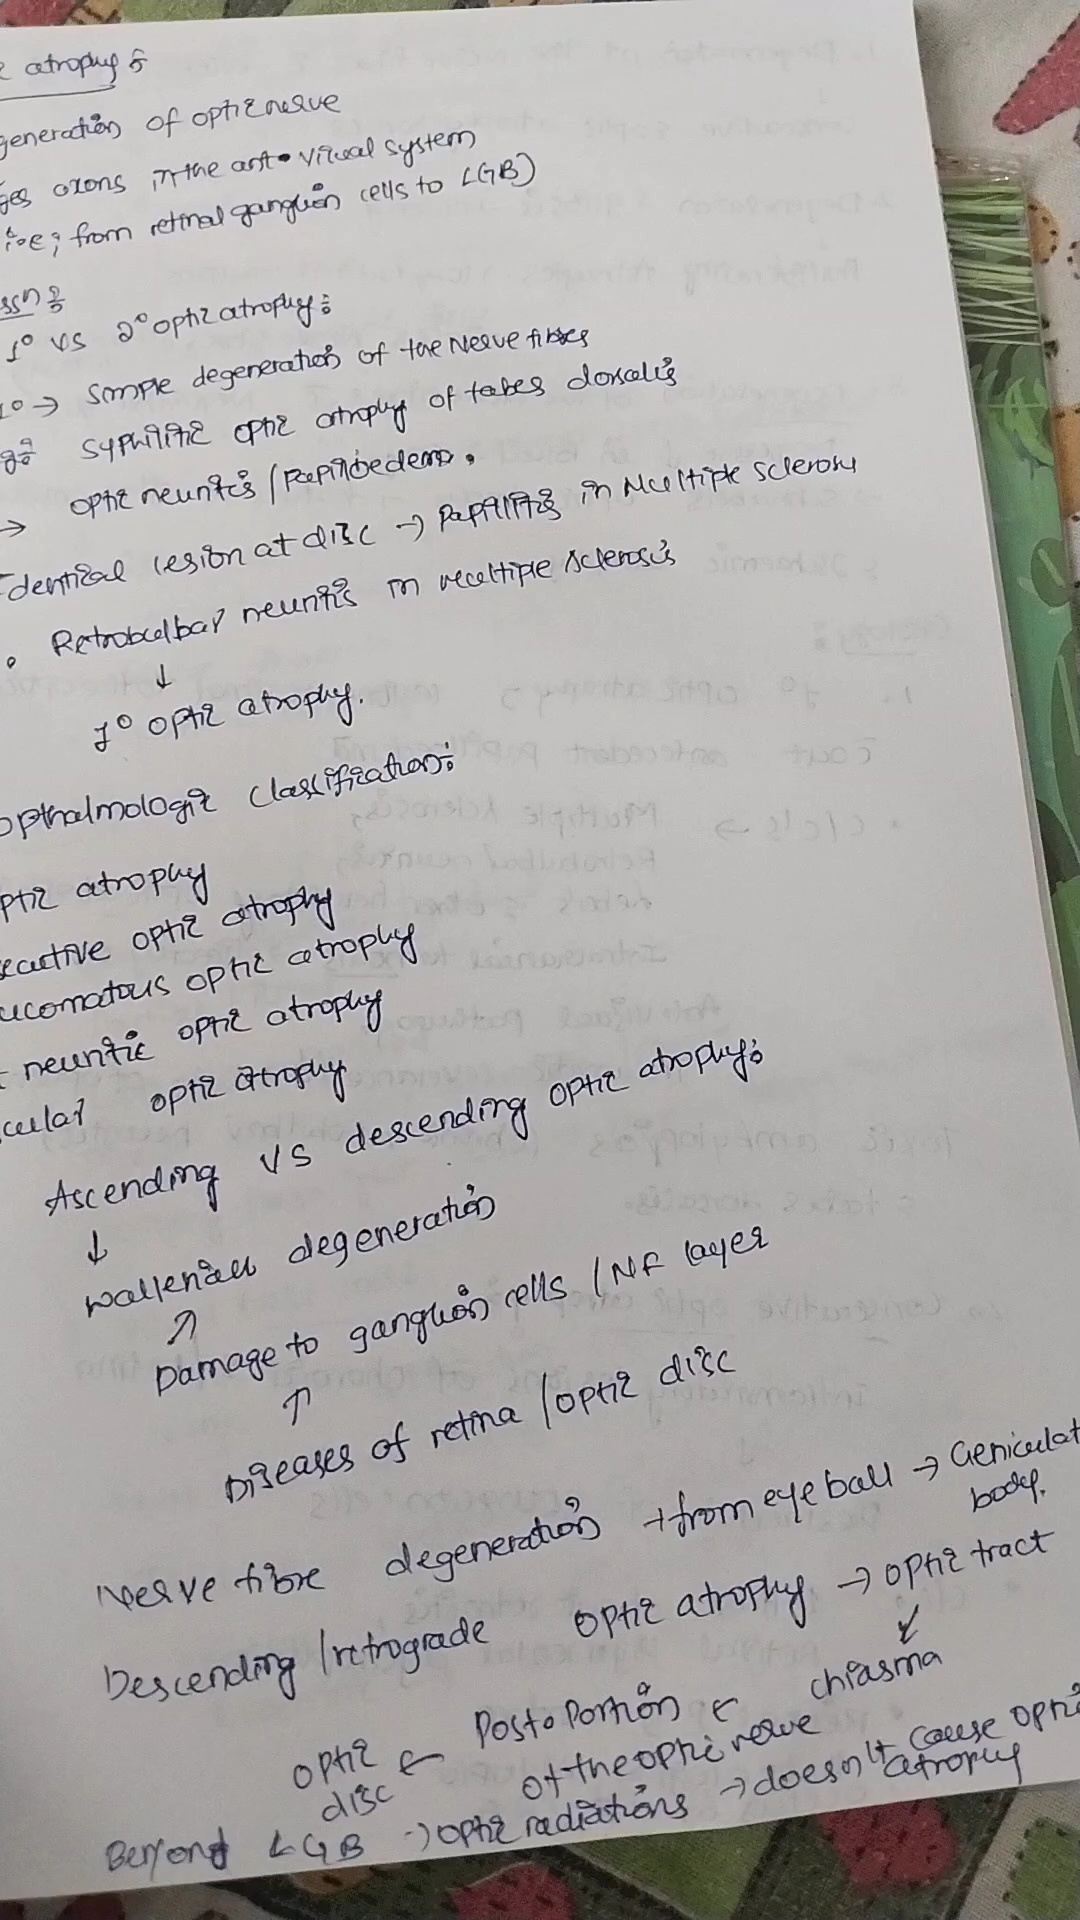 atrophy :
generation of optic nerve
axons in the ant. visual system
i.e; from retinal ganglion cells to LGB)
ssn :
1° vs 2° optic atrophy :
1° → simple degeneration of the nerve fibres
eg: syphilitic optic atrophy of tabes dorsalis
→ optic neuritis / papilloedema.
Identical lesion at disc → Papillitis in Multiple sclerosis
• Retrobulbar neuritis in multiple sclerosis
↓
1° optic atrophy.
opthalmologic classification:
optic atrophy
secutive optic atrophy
ucomatous optic atrophy
neuritic optic atrophy
cular optic atrophy
Ascending vs descending optic atrophy:
↓
wallerian degeneration
↑
Damage to ganglion cells / NF layer
↑
Diseases of retina / optic disc
Nerve fibre degeneration → from eyeball → Geniculat
body.
Descending / retrograde optic atrophy → optic tract
↓
optic disc ← Post. Portion of the optic nerve ← chiasma
Beyond LGB → optic radiations → doesn't cause optic atrophy